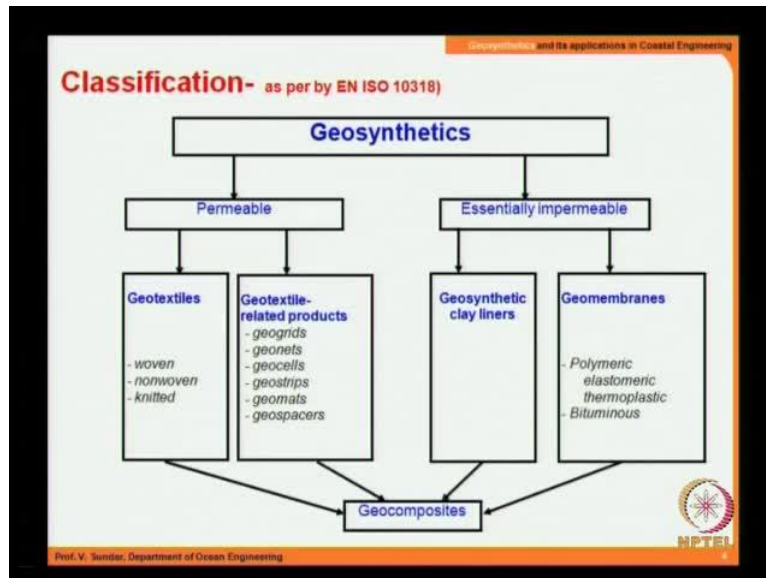 Geosynthetics and its applications in Coastal Engineering
Classification- as per by EN ISO 10318)
Geosynthetics
Permeable
Essentially impermeable
Geotextiles
- woven
- nonwoven
- knitted
Geotextile-
related products
- geogrids
- geonets
- geocells
- geostrips
- geomats
- geospacers
Geosynthetic
clay liners
Geomembranes
- Polymeric
elastomeric
thermoplastic
- Bituminous
Geocomposites
NPTEL
Prof. V. Sundar, Department of Ocean Engineering
4